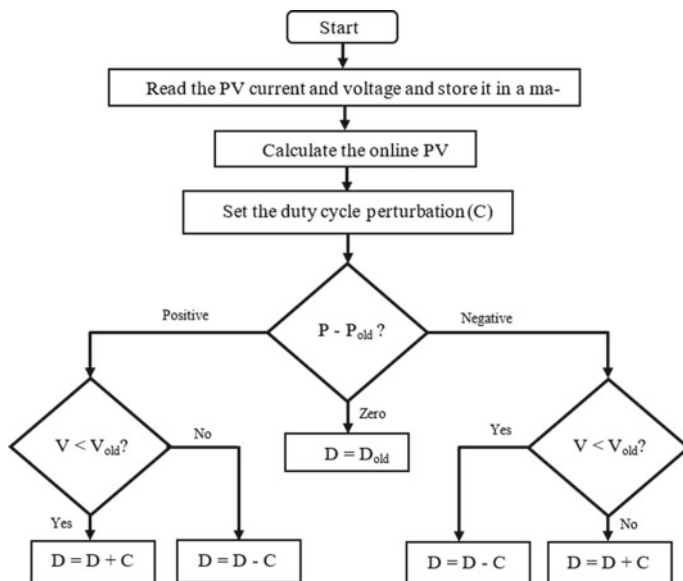 Start
Read the PV current and voltage and store it in a ma-
Calculate the online PV
Set the duty cycle perturbation (C)
P - Pold ?
Positive
Negative
Zero
V < Vold?
No
D = Dold
Yes
V < Vold?
Yes
No
D = D + C
D = D - C
D = D - C
D = D + C